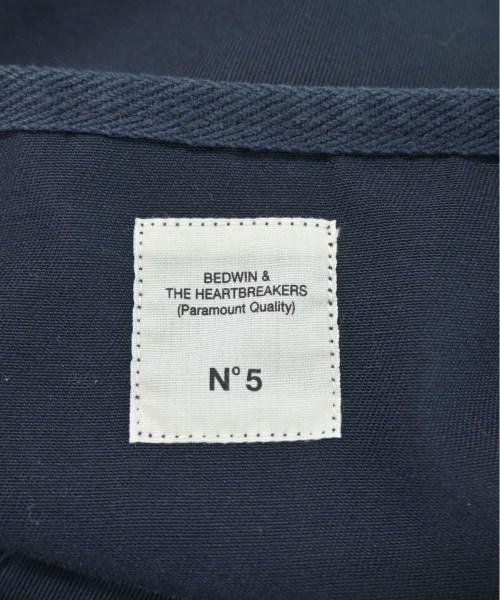 BEDWIN &
THE HEARTBREAKERS
(Paramount Quality)
N° 5